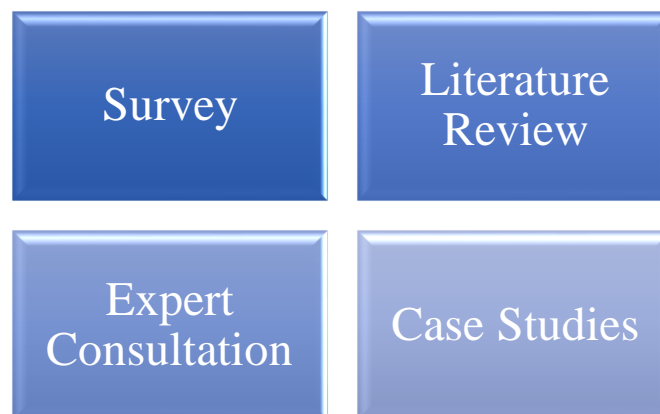 Survey
Literature
Review
Expert
Consultation
Case Studies